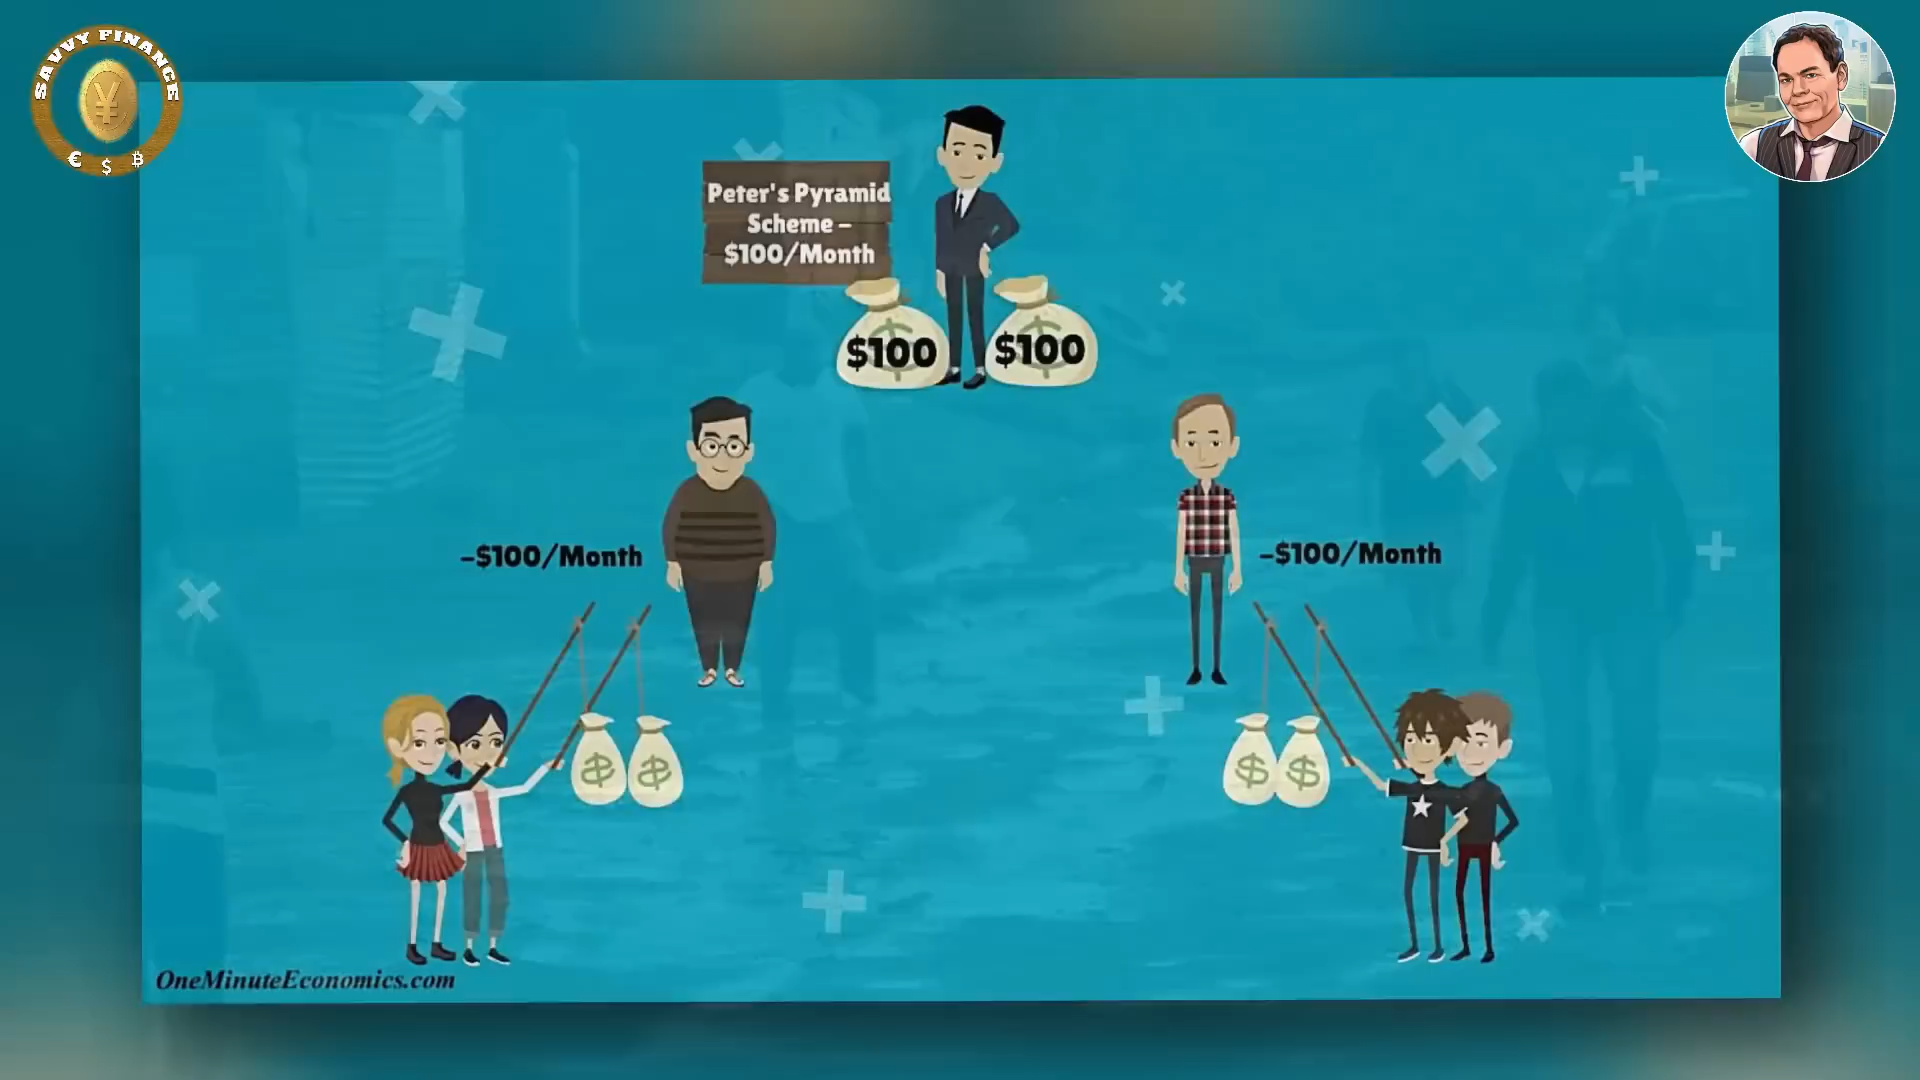 SAVVY FINANCE
¥
€ $ ₿
Peter's Pyramid
Scheme –
$100/Month
$100
$100
–$100/Month
–$100/Month
$
$
$
$
OneMinuteEconomics.com